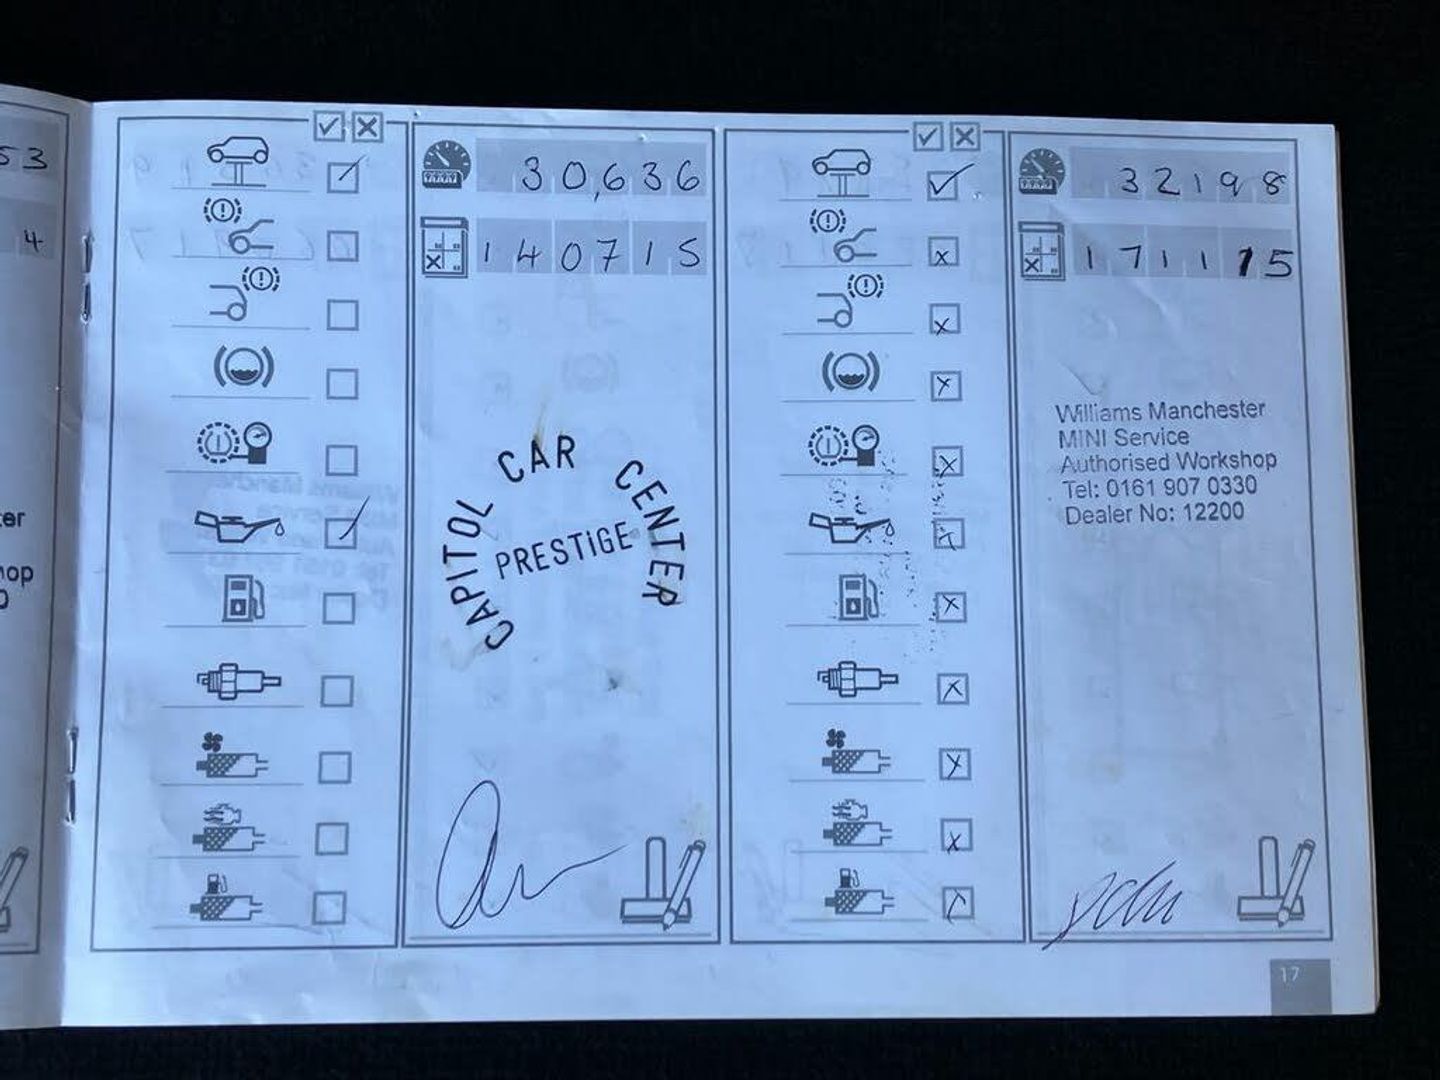 53
4
ter
hop
0
30,636
140715
CAPITOL CAR CENTER
PRESTiGE
32198
171115
Williams Manchester
MINI Service
Authorised Workshop
Tel: 0161 907 0330
Dealer No: 12200
17